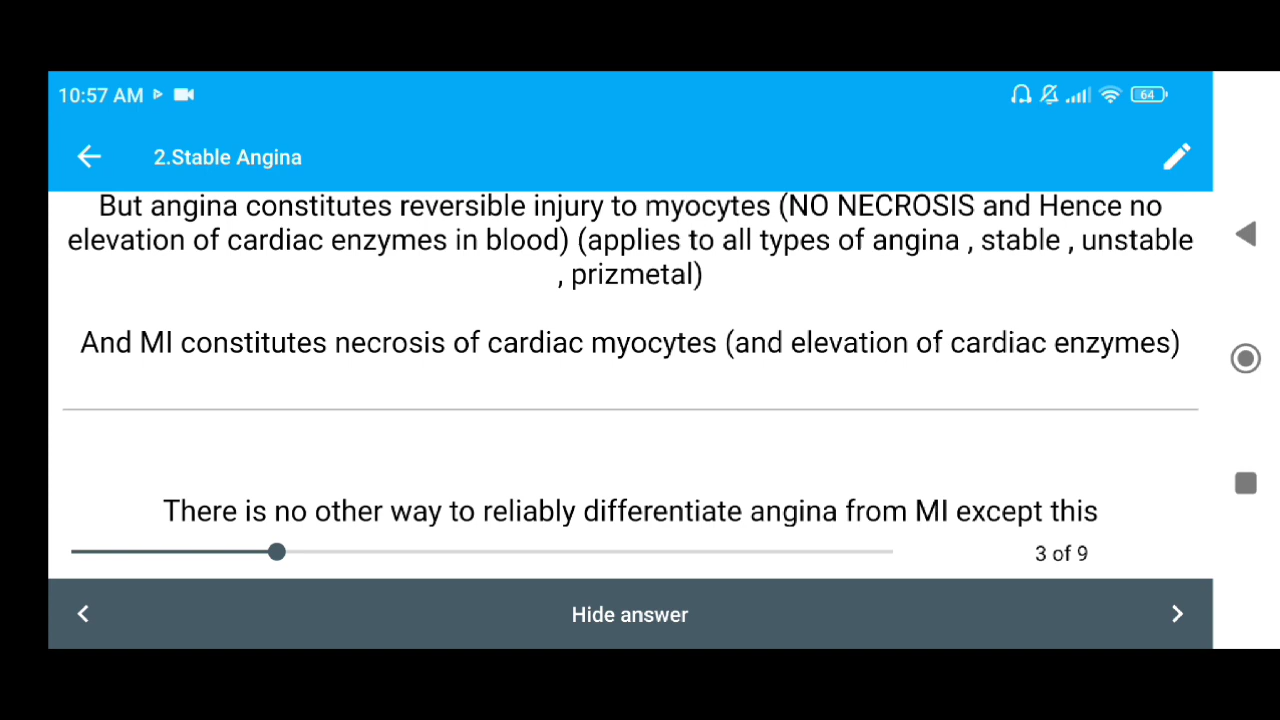 10:57 AM
64
2.Stable Angina
But angina constitutes reversible injury to myocytes (NO NECROSIS and Hence no
elevation of cardiac enzymes in blood) (applies to all types of angina , stable , unstable
, prizmetal)
And MI constitutes necrosis of cardiac myocytes (and elevation of cardiac enzymes)
There is no other way to reliably differentiate angina from MI except this
3 of 9
Hide answer